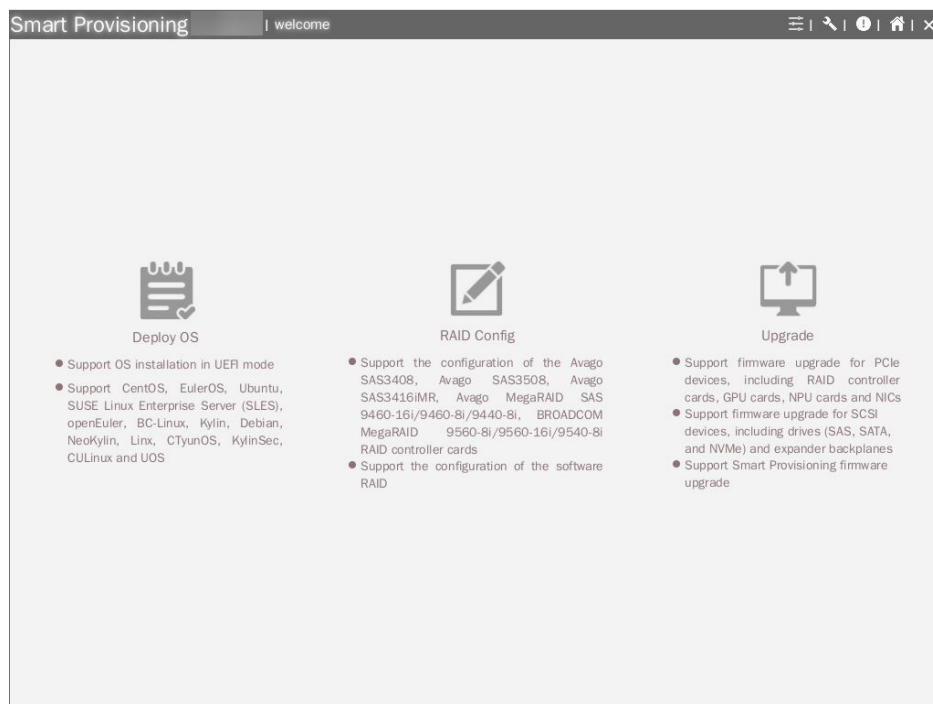 Smart Provisioning | welcome
Deploy OS
Support OS installation in UEFI mode
Support CentOS, EulerOS, Ubuntu,
SUSE Linux Enterprise Server (SLES),
openEuler, BC-Linux, Kylin, Debian,
NeoKylin, Linx, CTyunOS, KylinSec,
CULinux and UOS
RAID Config
Support the configuration of the Avago
SAS3408, Avago SAS3508, Avago
SAS3416iMR, Avago MegaRAID SAS
9460-16i/9460-8i/9440-8i, BROADCOM
MegaRAID 9560-8i/9560-16i/9540-8i
RAID controller cards
Support the configuration of the software
RAID
Upgrade
Support firmware upgrade for PCIe
devices, including RAID controller
cards, GPU cards, NPU cards and NICs
Support firmware upgrade for SCSI
devices, including drives (SAS, SATA,
and NVMe) and expander backplanes
Support Smart Provisioning firmware
upgrade